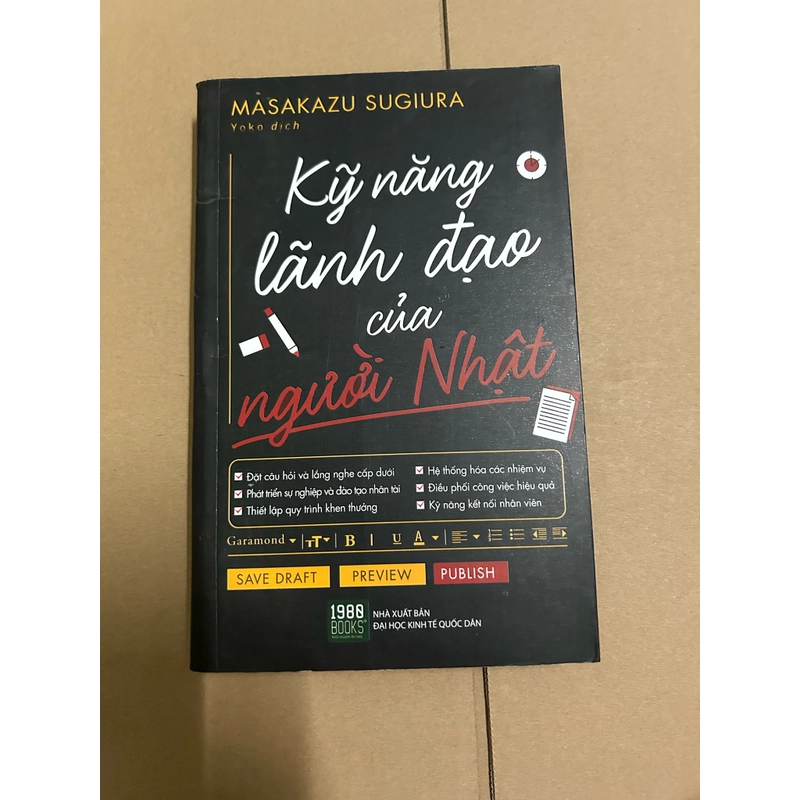 MASAKAZU SUGIURA
Yoko dịch
Kỹ năng
lãnh đạo
của
người Nhật
Đặt câu hỏi và lắng nghe cấp dưới
Phát triển sự nghiệp và đào tạo nhân tài
Thiết lập quy trình khen thưởng
Hệ thống hóa các nhiệm vụ
Điều phối công việc hiệu quả
Kỹ năng kết nối nhân viên
Garamond TT B I U A
SAVE DRAFT PREVIEW PUBLISH
1980
BOOKS
NHÀ XUẤT BẢN
ĐẠI HỌC KINH TẾ QUỐC DÂN